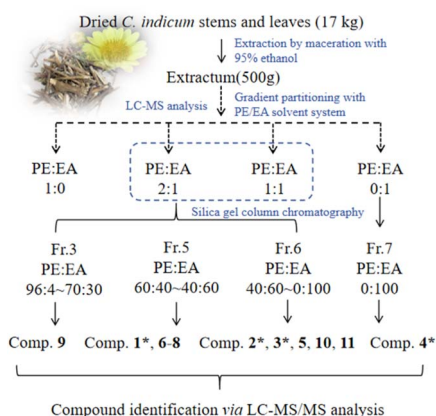 Dried C. indicum stems and leaves (17 kg)
Extraction by maceration with
95% ethanol
Extractum(500g)
LC-MS analysis
Gradient partitioning with
PE/EA solvent system
PE:EA PE:EA PE:EA PE:EA
1:0 2:1 1:1 0:1
Silica gel column chromatography
Fr.3 Fr.5 Fr.6 Fr.7
PE:EA PE:EA PE:EA PE:EA
96:4~70:30 60:40~40:60 40:60~0:100 0:100
Comp. 9 Comp. 1*, 6-8 Comp. 2*, 3*, 5, 10, 11 Comp. 4*
Compound identification via LC-MS/MS analysis